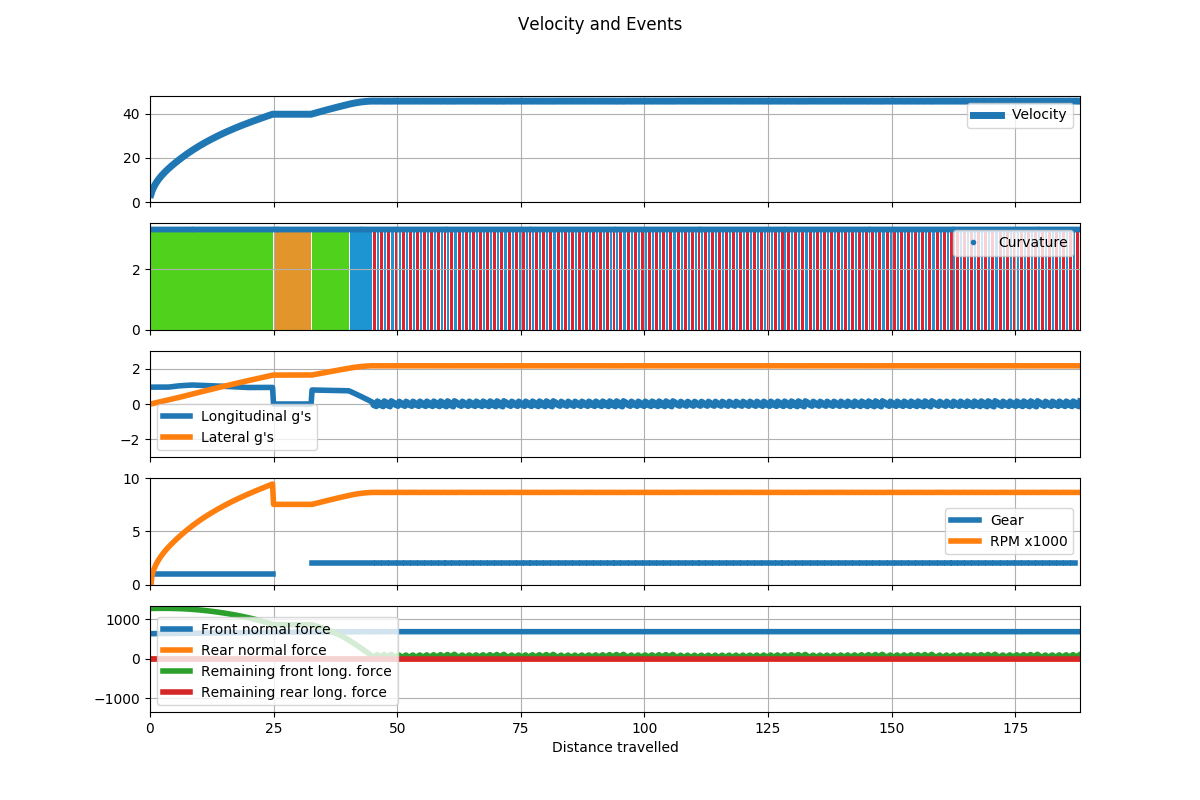 Velocity and Events
40
20
0
Velocity
2
0
Curvature
2
0
−2
Longitudinal g's
Lateral g's
10
5
0
Gear
RPM x1000
1000
0
−1000
Front normal force
Rear normal force
Remaining front long. force
Remaining rear long. force
0 25 50 75 100 125 150 175
Distance travelled